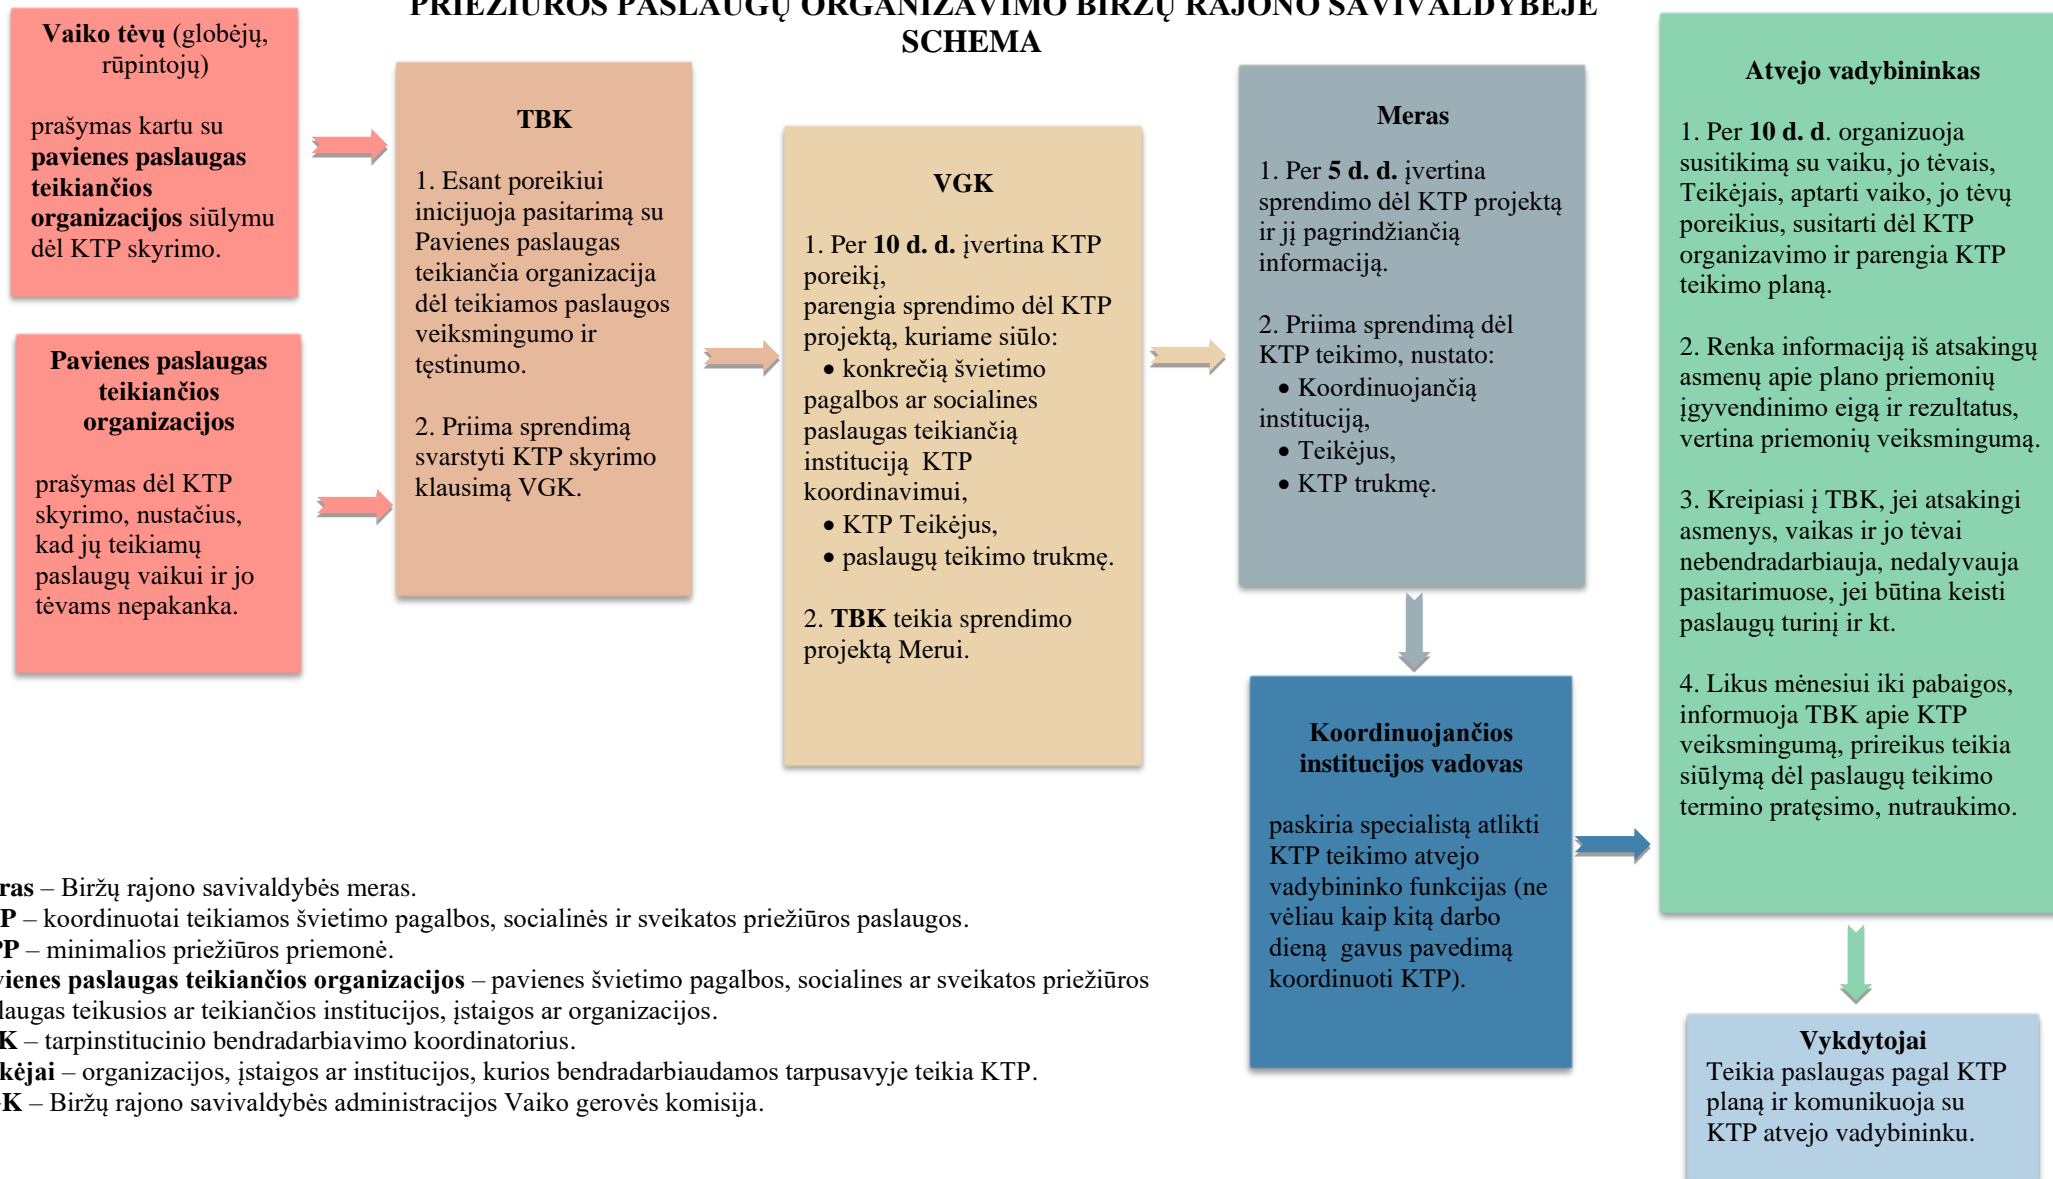 PRIEŽIŪROS PASLAUGŲ ORGANIZAVIMO BIRŽŲ RAJONO SAVIVALDYBĖJE
SCHEMA
Vaiko tėvų (globėjų,
rūpintojų)
prašymas kartu su
pavienes paslaugas
teikiančios
organizacijos siūlymu
dėl KTP skyrimo.
Pavienes paslaugas
teikiančios
organizacijos
prašymas dėl KTP
skyrimo, nustačius,
kad jų teikiamų
paslaugų vaikui ir jo
tėvams nepakanka.
TBK
1. Esant poreikiui
inicijuoja pasitarimą su
Pavienes paslaugas
teikiančia organizacija
dėl teikiamos paslaugos
veiksmingumo ir
tęstinumo.
2. Priima sprendimą
svarstyti KTP skyrimo
klausimą VGK.
VGK
1. Per 10 d. d. įvertina KTP
poreikį,
parengia sprendimo dėl KTP
projektą, kuriame siūlo:
• konkrečią švietimo
pagalbos ar socialines
paslaugas teikiančią
instituciją KTP
koordinavimui,
• KTP Teikėjus,
• paslaugų teikimo trukmę.
2. TBK teikia sprendimo
projektą Merui.
Meras
1. Per 5 d. d. įvertina
sprendimo dėl KTP projektą
ir jį pagrindžiančią
informaciją.
2. Priima sprendimą dėl
KTP teikimo, nustato:
• Koordinuojančią
instituciją,
• Teikėjus,
• KTP trukmę.
Koordinuojančios
institucijos vadovas
paskiria specialistą atlikti
KTP teikimo atvejo
vadybininko funkcijas (ne
vėliau kaip kitą darbo
dieną gavus pavedimą
koordinuoti KTP).
Atvejo vadybininkas
1. Per 10 d. d. organizuoja
susitikimą su vaiku, jo tėvais,
Teikėjais, aptarti vaiko, jo tėvų
poreikius, susitarti dėl KTP
organizavimo ir parengia KTP
teikimo planą.
2. Renka informaciją iš atsakingų
asmenų apie plano priemonių
įgyvendinimo eigą ir rezultatus,
vertina priemonių veiksmingumą.
3. Kreipiasi į TBK, jei atsakingi
asmenys, vaikas ir jo tėvai
nebendradarbiauja, nedalyvauja
pasitarimuose, jei būtina keisti
paslaugų turinį ir kt.
4. Likus mėnesiui iki pabaigos,
informuoja TBK apie KTP
veiksmingumą, prireikus teikia
siūlymą dėl paslaugų teikimo
termino pratęsimo, nutraukimo.
Vykdytojai
Teikia paslaugas pagal KTP
planą ir komunikuoja su
KTP atvejo vadybininku.
ras – Biržų rajono savivaldybės meras.
P – koordinuotai teikiamos švietimo pagalbos, socialinės ir sveikatos priežiūros paslaugos.
P – minimalios priežiūros priemonė.
vienes paslaugas teikiančios organizacijos – pavienes švietimo pagalbos, socialines ar sveikatos priežiūros
laugas teikusios ar teikiančios institucijos, įstaigos ar organizacijos.
K – tarpinstitucinio bendradarbiavimo koordinatorius.
kėjai – organizacijos, įstaigos ar institucijos, kurios bendradarbiaudamos tarpusavyje teikia KTP.
K – Biržų rajono savivaldybės administracijos Vaiko gerovės komisija.